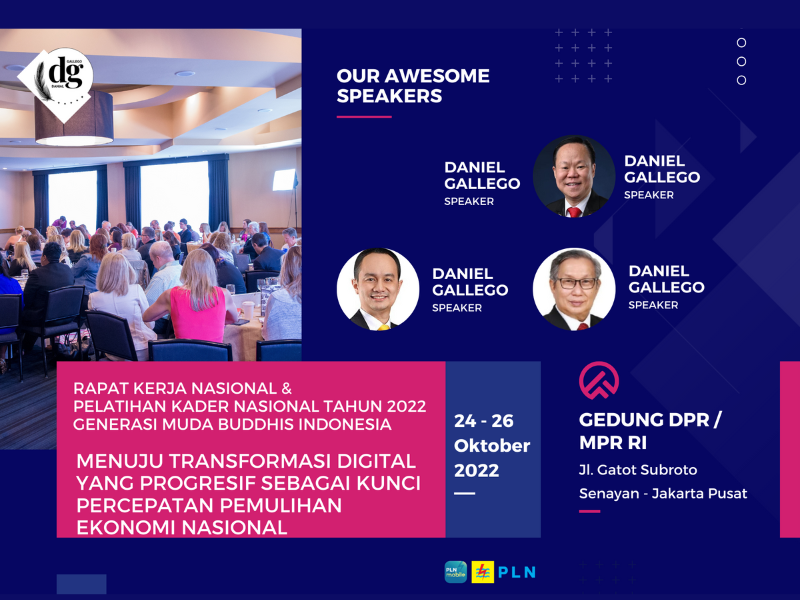 GALLEGO
dg
OUR AWESOME
SPEAKERS
DANIEL
GALLEGO
SPEAKER
DANIEL
GALLEGO
SPEAKER
DANIEL
GALLEGO
SPEAKER
DANIEL
GALLEGO
SPEAKER
RAPAT KERJA NASIONAL &
PELATIHAN KADER NASIONAL TAHUN 2022
GENERASI MUDA BUDDHIS INDONESIA
MENUJU TRANSFORMASI DIGITAL
YANG PROGRESIF SEBAGAI KUNCI
PERCEPATAN PEMULIHAN
EKONOMI NASIONAL
24 - 26
Oktober
2022
GEDUNG DPR /
MPR RI
Jl. Gatot Subroto
Senayan - Jakarta Pusat
PLN
mobile
PLN